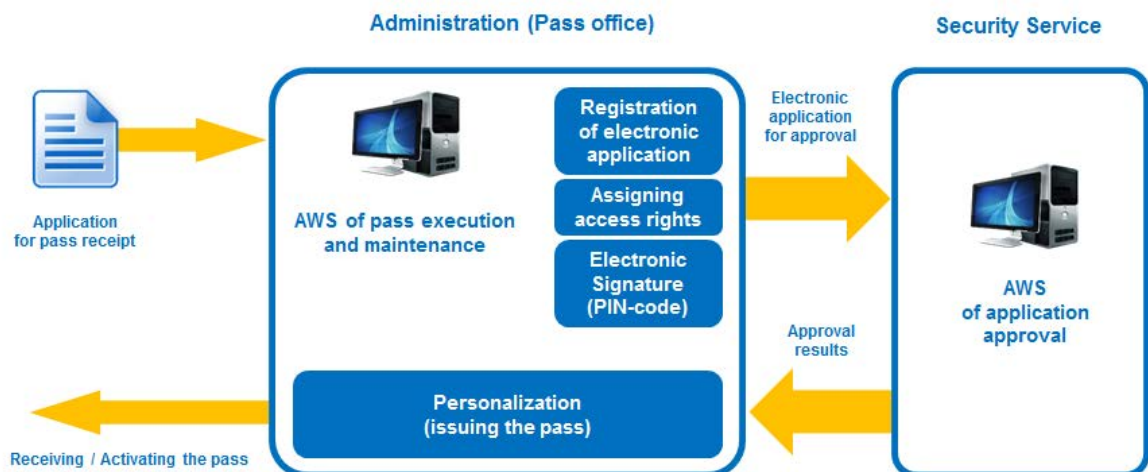 Administration (Pass office)
Security Service
Application
for pass receipt
AWS of pass execution
and maintenance
Registration
of electronic
application
Assigning
access rights
Electronic
Signature
(PIN-code)
Electronic
application
for approval
AWS
of application
approval
Approval
results
Personalization
(issuing the pass)
Receiving / Activating the pass